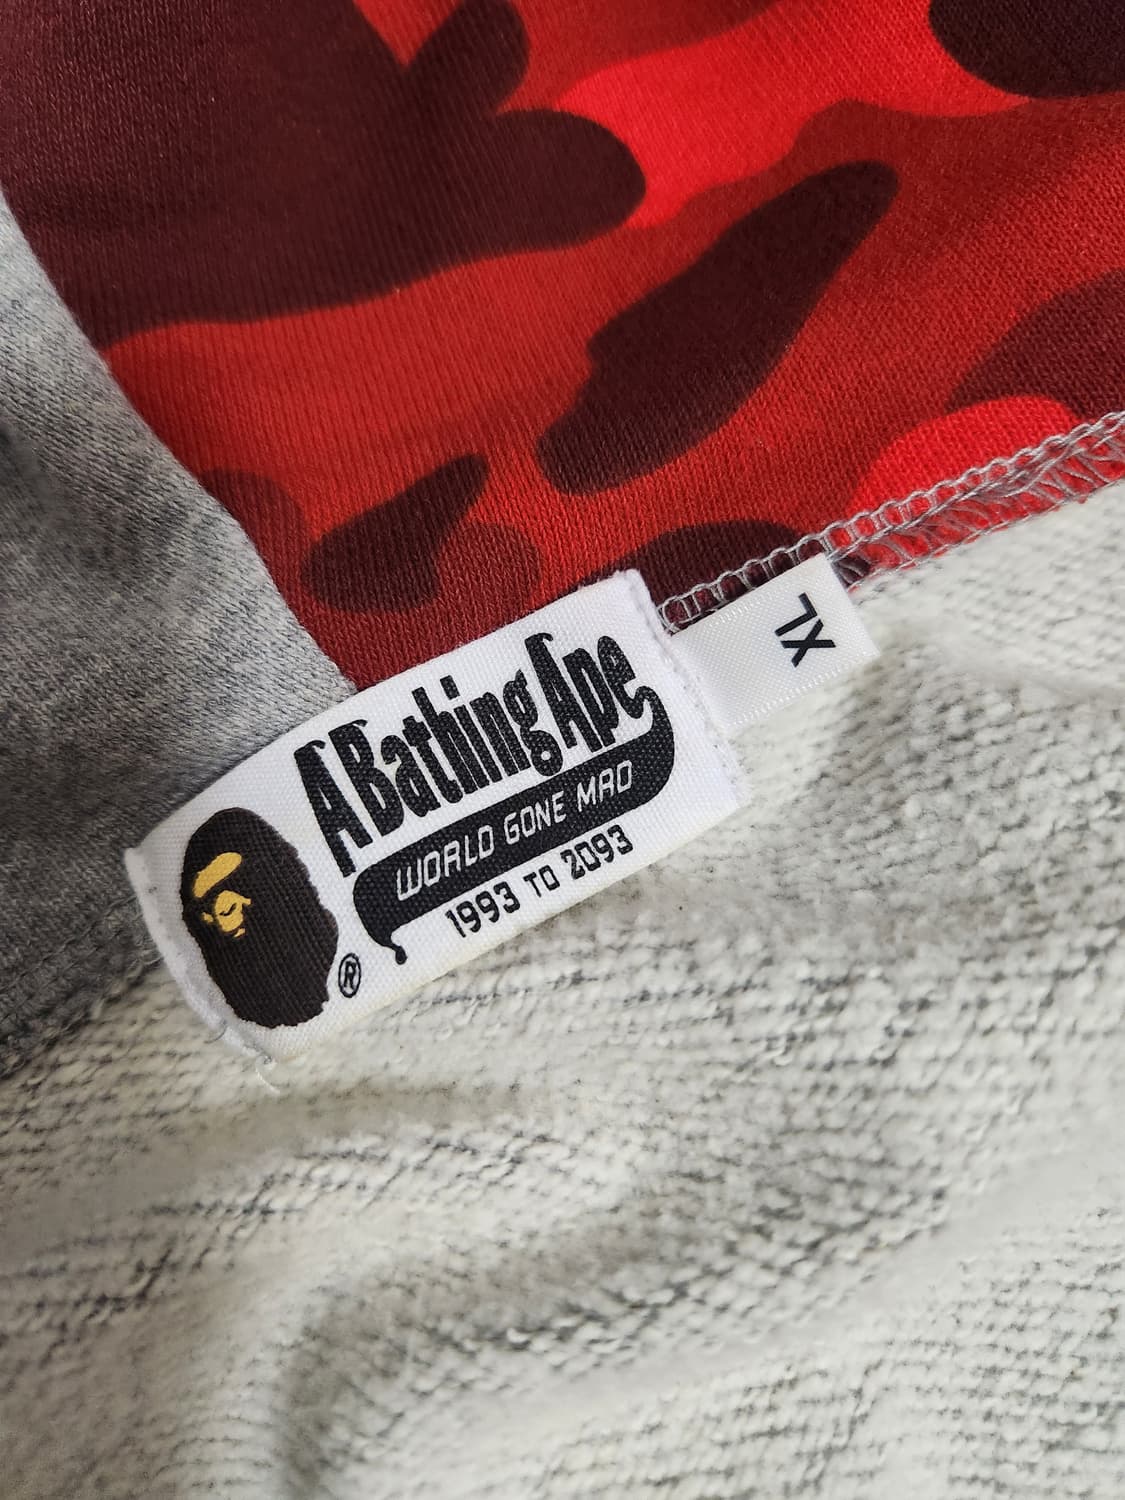 A Bathing Ape
WORLD GONE MAD
1993 TO 2093
®
XL